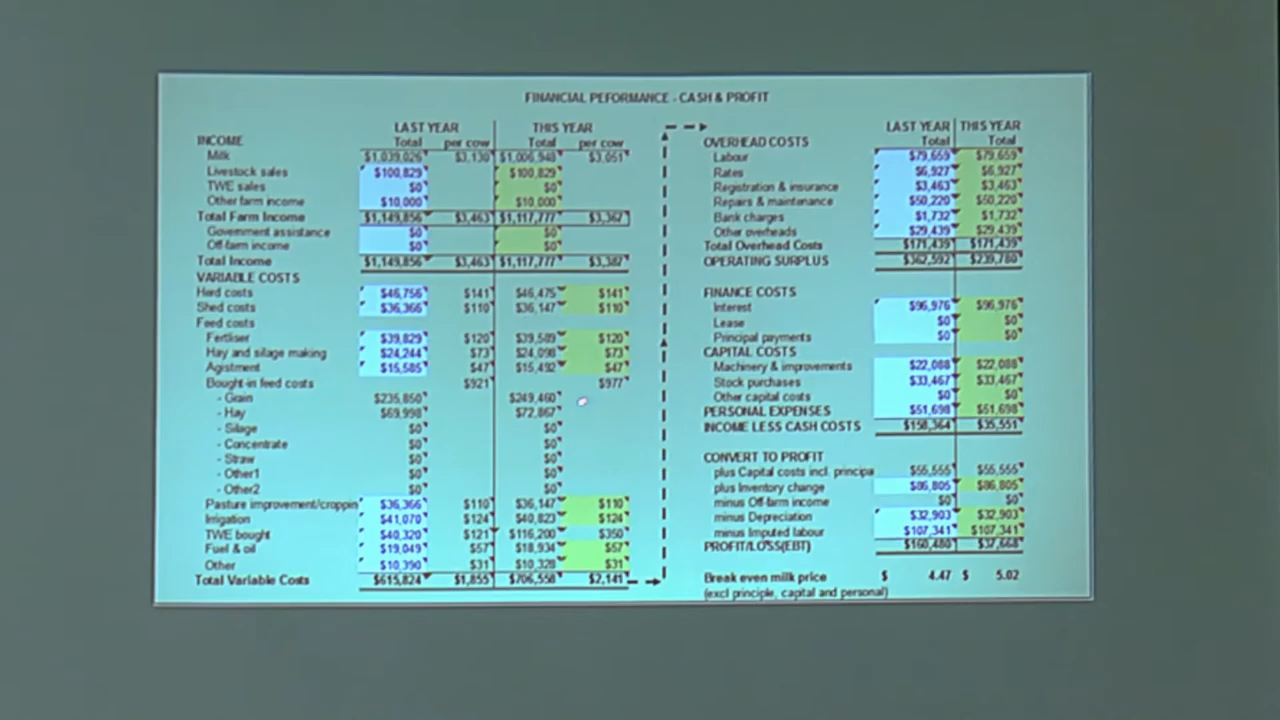 FINANCIAL PEFORMANCE - CASH & PROFIT
LAST YEAR THIS YEAR
INCOME Total per cow Total per cow
Milk $1,039,026 $3,130 $1,006,948 $3,051
Livestock sales $100,829 $100,829
TWE sales $0 $0
Other farm income $10,000 $10,000
Total Farm Income $1,149,856 $3,463 $1,117,777 $3,387
Government assistance $0 $0
Off-farm income $0 $0
Total Income $1,149,856 $3,463 $1,117,777 $3,387
VARIABLE COSTS
Herd costs $46,756 $141 $46,475 $141
Shed costs $36,366 $110 $36,147 $110
Feed costs
Fertliser $39,829 $120 $39,589 $120
Hay and silage making $24,244 $73 $24,098 $73
Agistment $15,585 $47 $15,492 $47
Bought-in feed costs $921 $977
- Grain $235,850 $249,460
- Hay $69,998 $72,867
- Silage $0 $0
- Concentrate $0 $0
- Straw $0 $0
- Other1 $0 $0
- Other2 $0 $0
Pasture improvement/croppin $36,366 $110 $36,147 $110
Irrigation $41,070 $124 $40,823 $124
TWE bought $40,320 $121 $116,200 $350
Fuel & oil $19,049 $57 $18,934 $57
Other $10,390 $31 $10,328 $31
Total Variable Costs $615,824 $1,855 $706,558 $2,141
LAST YEAR THIS YEAR
OVERHEAD COSTS Total Total
Labour $79,659 $79,659
Rates $6,927 $6,927
Registration & insurance $3,463 $3,463
Repairs & maintenance $50,220 $50,220
Bank charges $1,732 $1,732
Other overheads $29,439 $29,439
Total Overhead Costs $171,439 $171,439
OPERATING SURPLUS $362,592 $239,780
FINANCE COSTS
Interest $96,976 $96,976
Lease $0 $0
Principal payments $0 $0
CAPITAL COSTS
Machinery & improvements $22,088 $22,088
Stock purchases $33,467 $33,467
Other capital costs $0 $0
PERSONAL EXPENSES $51,698 $51,698
INCOME LESS CASH COSTS $158,364 $35,551
CONVERT TO PROFIT
plus Capital costs incl. principa $55,555 $55,555
plus Inventory change $86,805 $86,805
minus Off-farm income $0 $0
minus Depreciation $32,903 $32,903
minus Imputed labour $107,341 $107,341
PROFIT/LOSS(EBT) $160,480 $37,668
Break even milk price $ 4.47 $ 5.02
(excl principle, capital and personal)